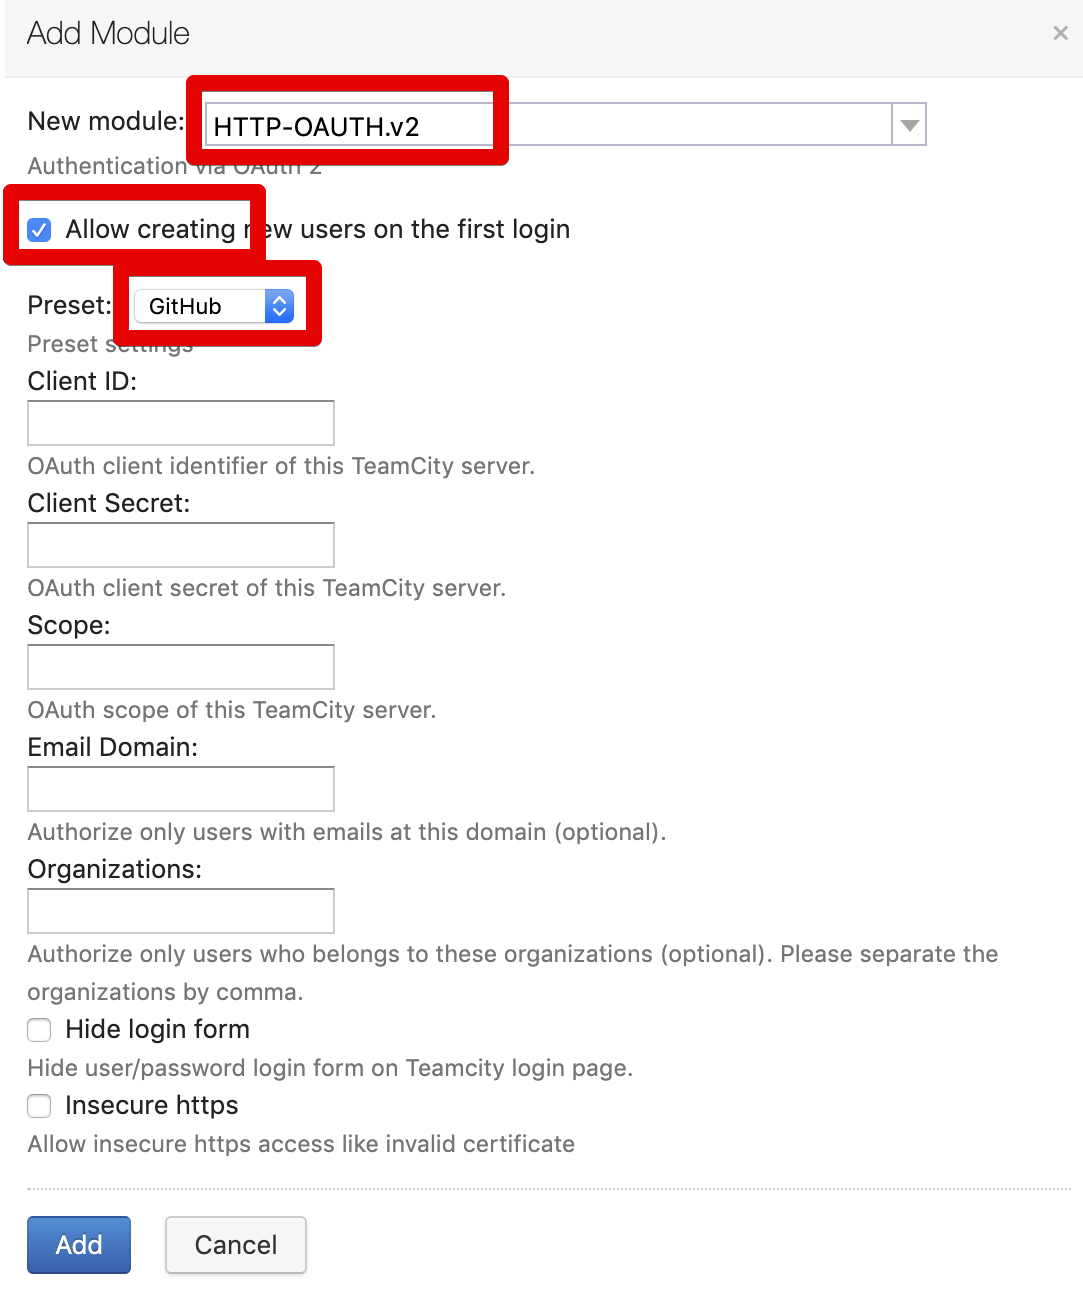 Add Module
New module: HTTP-OAUTH.v2
Authentication via OAuth 2
Allow creating new users on the first login
Preset: GitHub
Preset settings
Client ID:
OAuth client identifier of this TeamCity server.
Client Secret:
OAuth client secret of this TeamCity server.
Scope:
OAuth scope of this TeamCity server.
Email Domain:
Authorize only users with emails at this domain (optional).
Organizations:
Authorize only users who belongs to these organizations (optional). Please separate the
organizations by comma.
Hide login form
Hide user/password login form on Teamcity login page.
Insecure https
Allow insecure https access like invalid certificate
Add Cancel